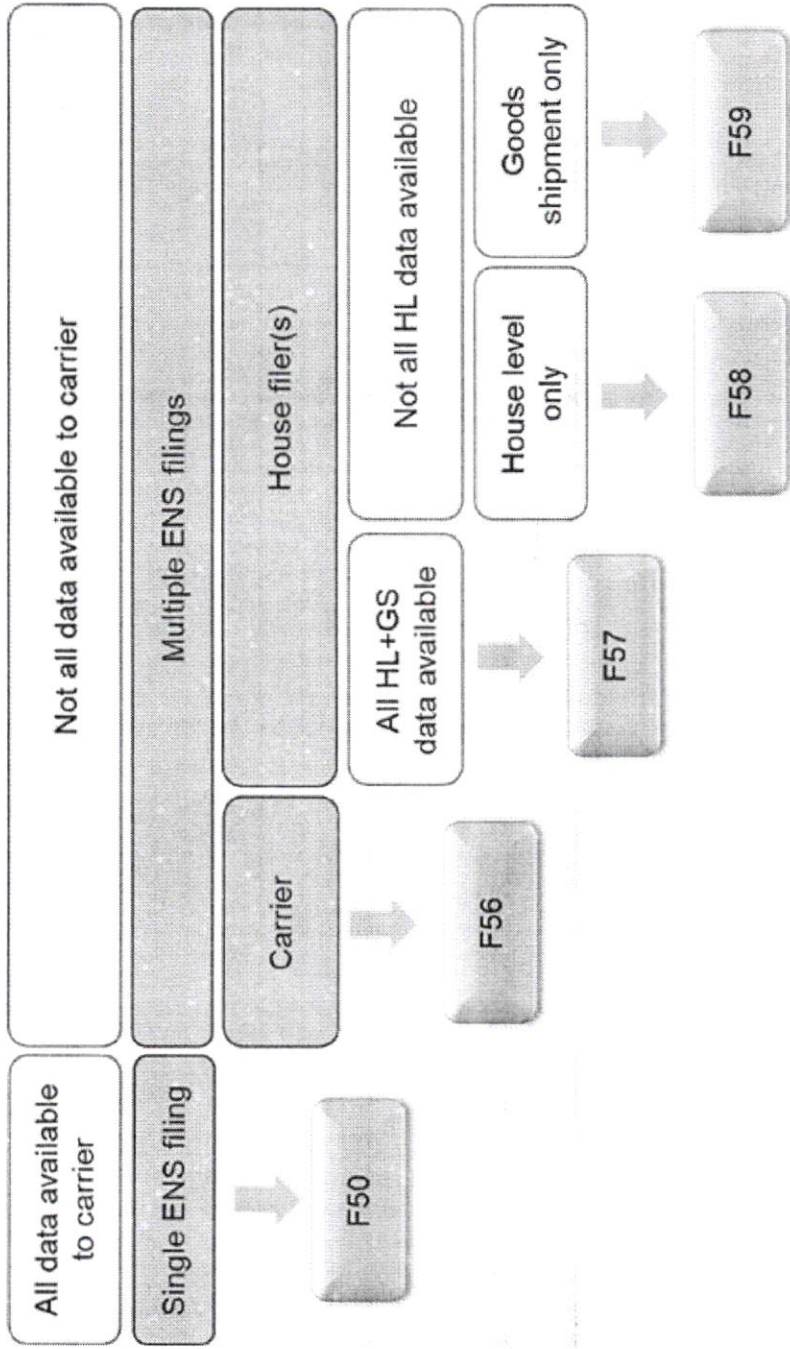 All data available
to carrier
Not all data available to carrier
Single ENS filing
Multiple ENS filings
Carrier
House filer(s)
All HL+GS
data available
Not all HL data available
House level
only
Goods
shipment only
F50
F56
F57
F58
F59